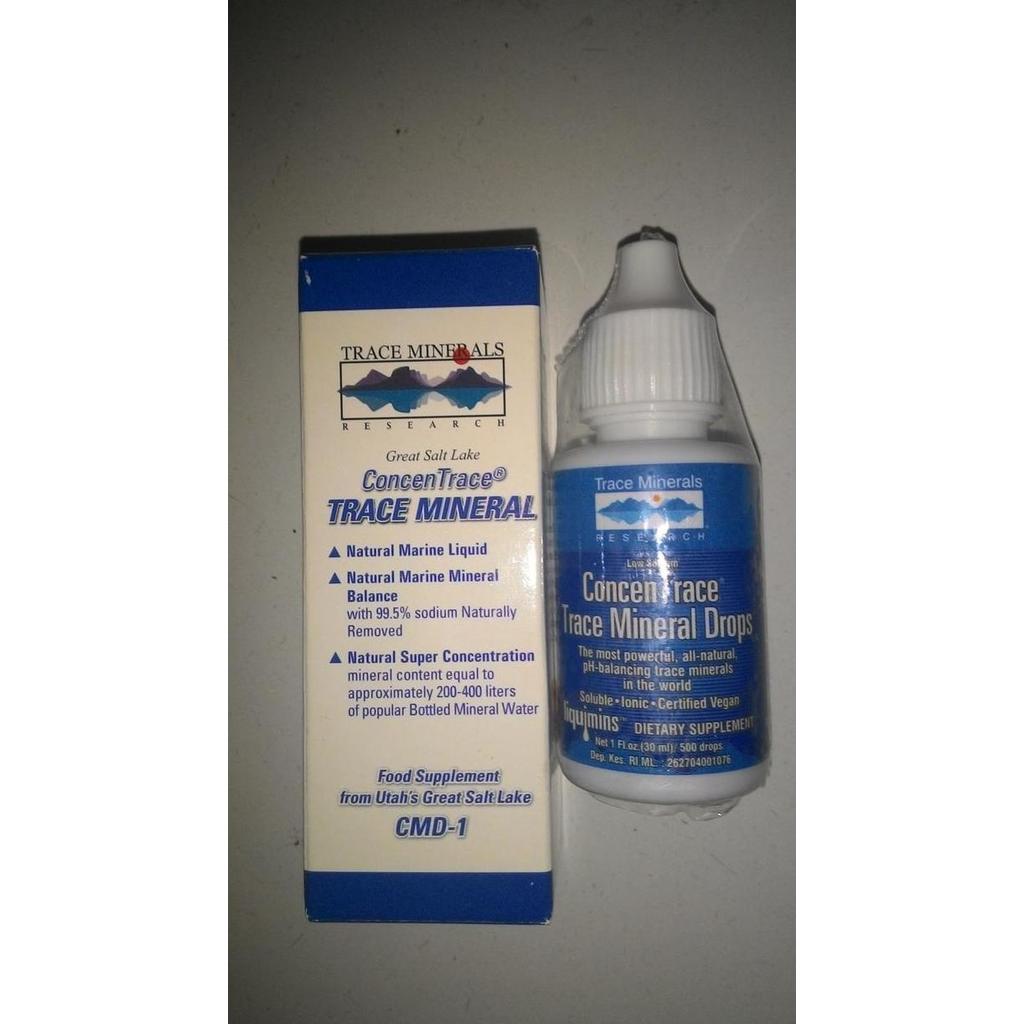 TRACE MINERALS
RESEARCH
Great Salt Lake
ConcenTrace®
TRACE MINERAL
▲ Natural Marine Liquid
▲ Natural Marine Mineral
Balance
with 99.5% sodium Naturally
Removed
▲ Natural Super Concentration
mineral content equal to
approximately 200-400 liters
of popular Bottled Mineral Water
Food Supplement
from Utah's Great Salt Lake
CMD-1
Trace Minerals
RESEARCH
Low Sodium
ConcenTrace®
Trace Mineral Drops
The most powerful, all-natural,
pH-balancing trace minerals
in the world
Soluble • Ionic • Certified Vegan
liquimins™ DIETARY SUPPLEMENT
Net 1 Fl.oz.(30 ml)/ 500 drops
Dep. Kes. RI ML. : 262704001076